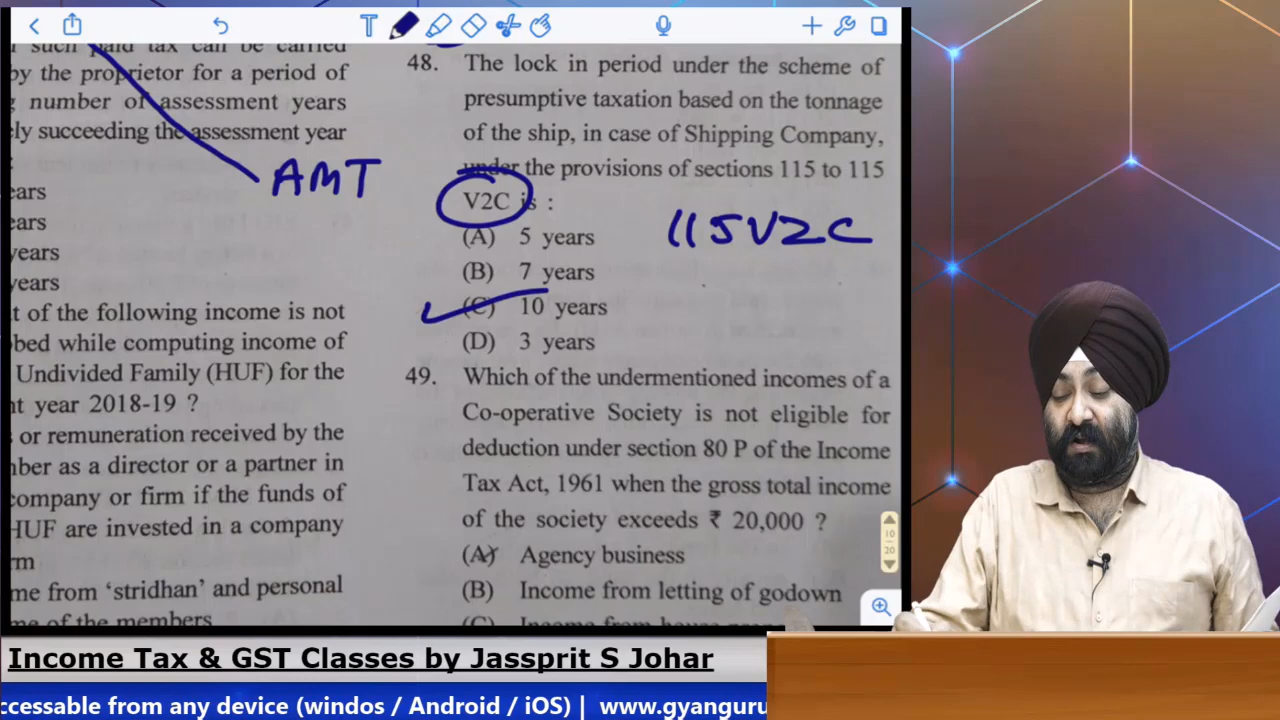 such paid tax can be carried
by the proprietor for a period of
number of assessment years
ely succeeding the assessment year
AMT
ears
ears
years
years
t of the following income is not
bed while computing income of
Undivided Family (HUF) for the
nt year 2018-19 ?
s or remuneration received by the
nber as a director or a partner in
company or firm if the funds of
HUF are invested in a company
rm
me from 'stridhan' and personal
me of the members
48. The lock in period under the scheme of
presumptive taxation based on the tonnage
of the ship, in case of Shipping Company,
under the provisions of sections 115 to 115
V2C is :
115VZC
(A) 5 years
(B) 7 years
(C) 10 years
(D) 3 years
49. Which of the undermentioned incomes of a
Co-operative Society is not eligible for
deduction under section 80 P of the Income
Tax Act, 1961 when the gross total income
of the society exceeds ₹ 20,000 ?
(A) Agency business
(B) Income from letting of godown
10
20
Income Tax & GST Classes by Jassprit S Johar
ccessable from any device (windos / Android / iOS) | www.gyanguru